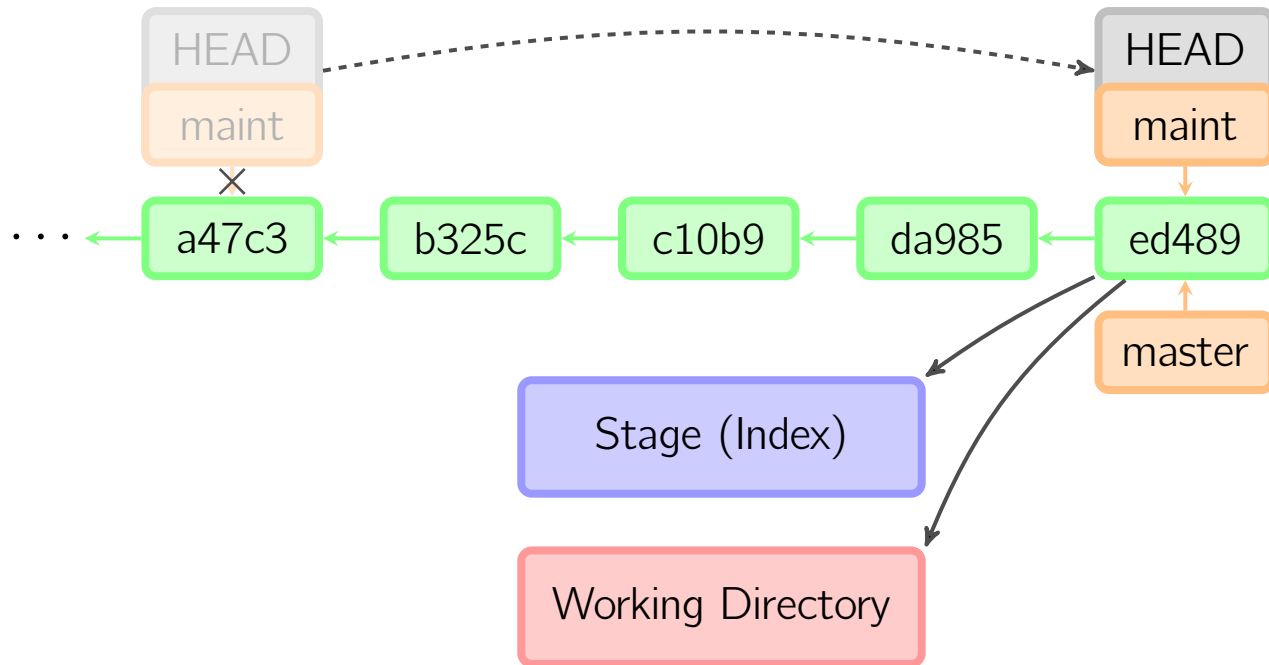 HEAD
HEAD
maint
maint
... a47c3 b325c c10b9 da985 ed489
master
Stage (Index)
Working Directory